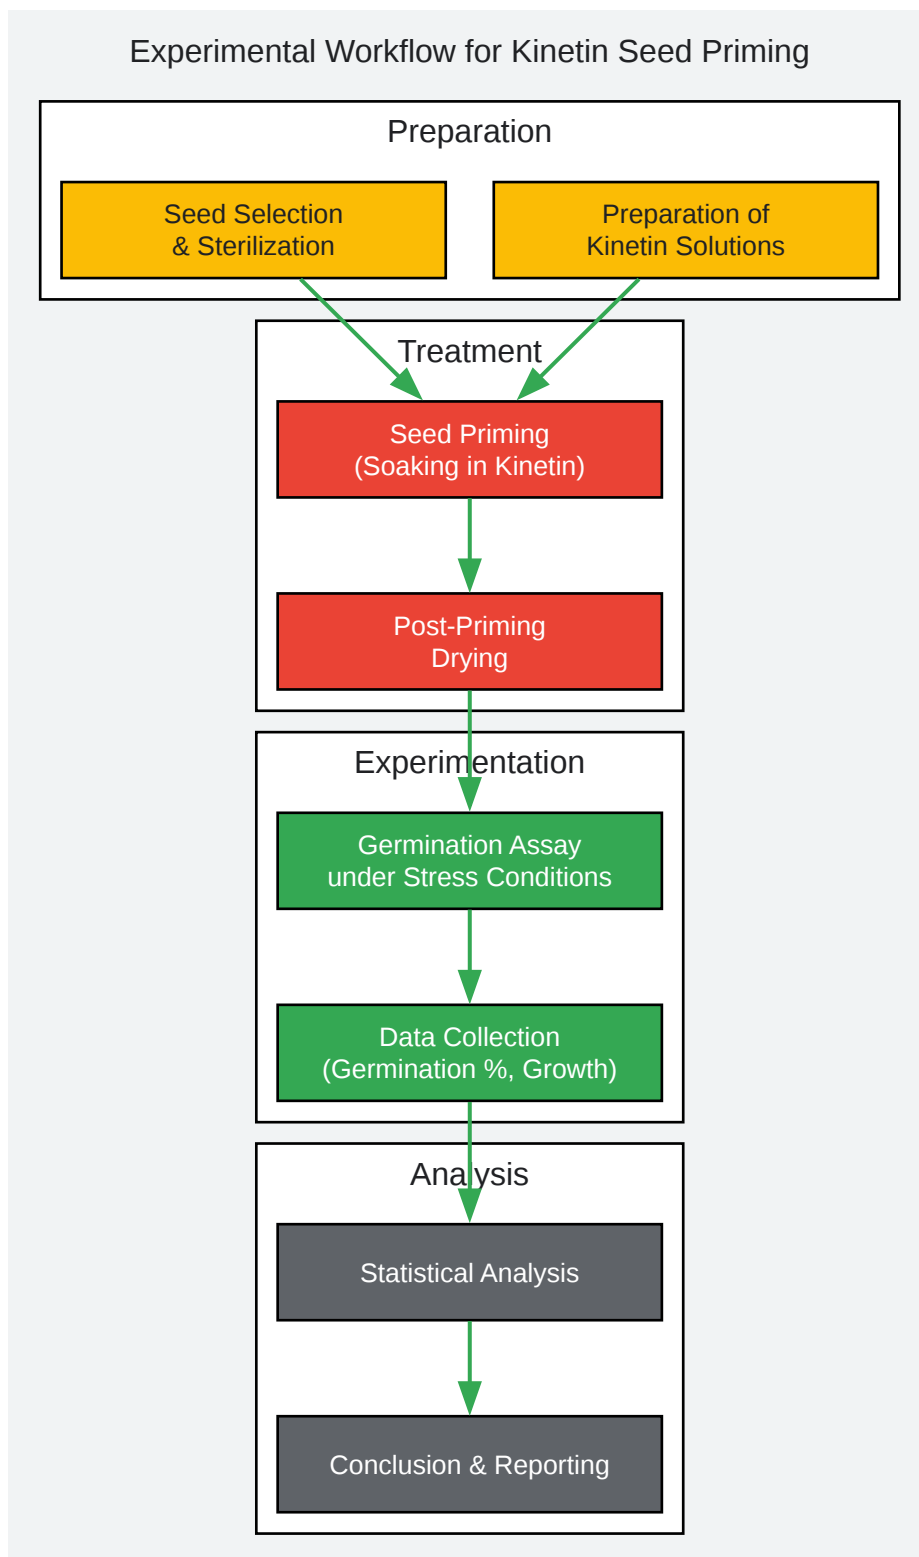 Experimental Workflow for Kinetin Seed Priming
Preparation
Seed Selection
& Sterilization
Preparation of
Kinetin Solutions
Treatment
Seed Priming
(Soaking in Kinetin)
Post-Priming
Drying
Experimentation
Germination Assay
under Stress Conditions
Data Collection
(Germination %, Growth)
Analysis
Statistical Analysis
Conclusion & Reporting